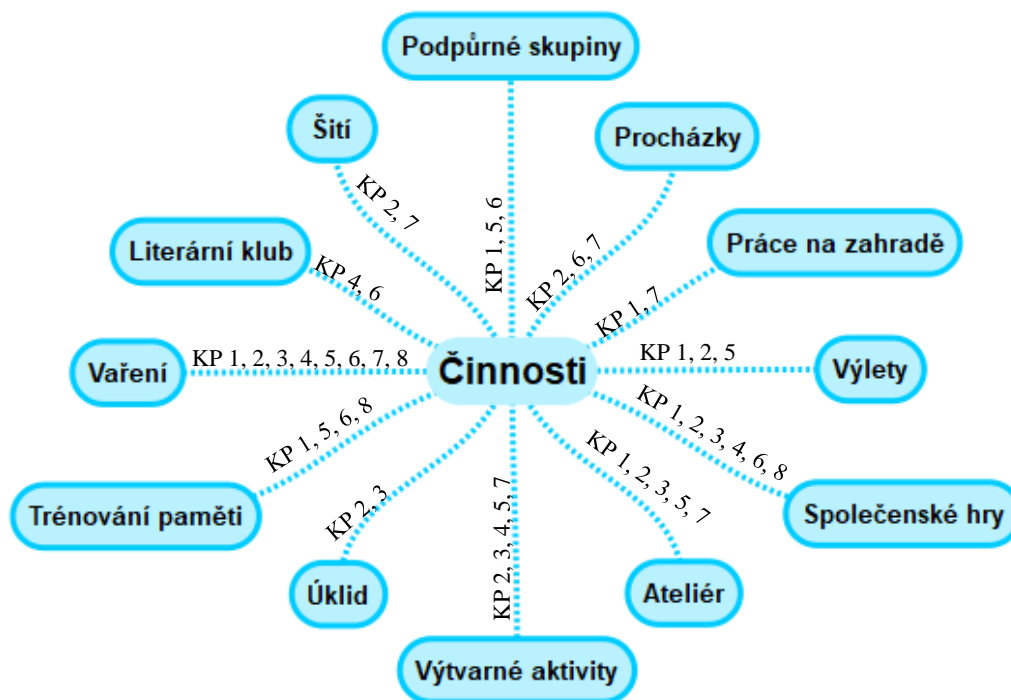 Podpůrné skupiny
Šití
Procházky
KP 2, 7
KP 1, 5, 6
KP 2, 6, 7
Literární klub
Práce na zahradě
KP 4, 6
KP 1, 7
Vaření
KP 1, 2, 3, 4, 5, 6, 7, 8
Činnosti
KP 1, 2, 5
Výlety
KP 1, 5, 6, 8
KP 1, 2, 3, 4, 6, 8
Trénování paměti
KP 2, 3
KP 2, 3, 4, 5, 7
KP 1, 2, 3, 5, 7
Společenské hry
Úklid
Ateliér
Výtvarné aktivity